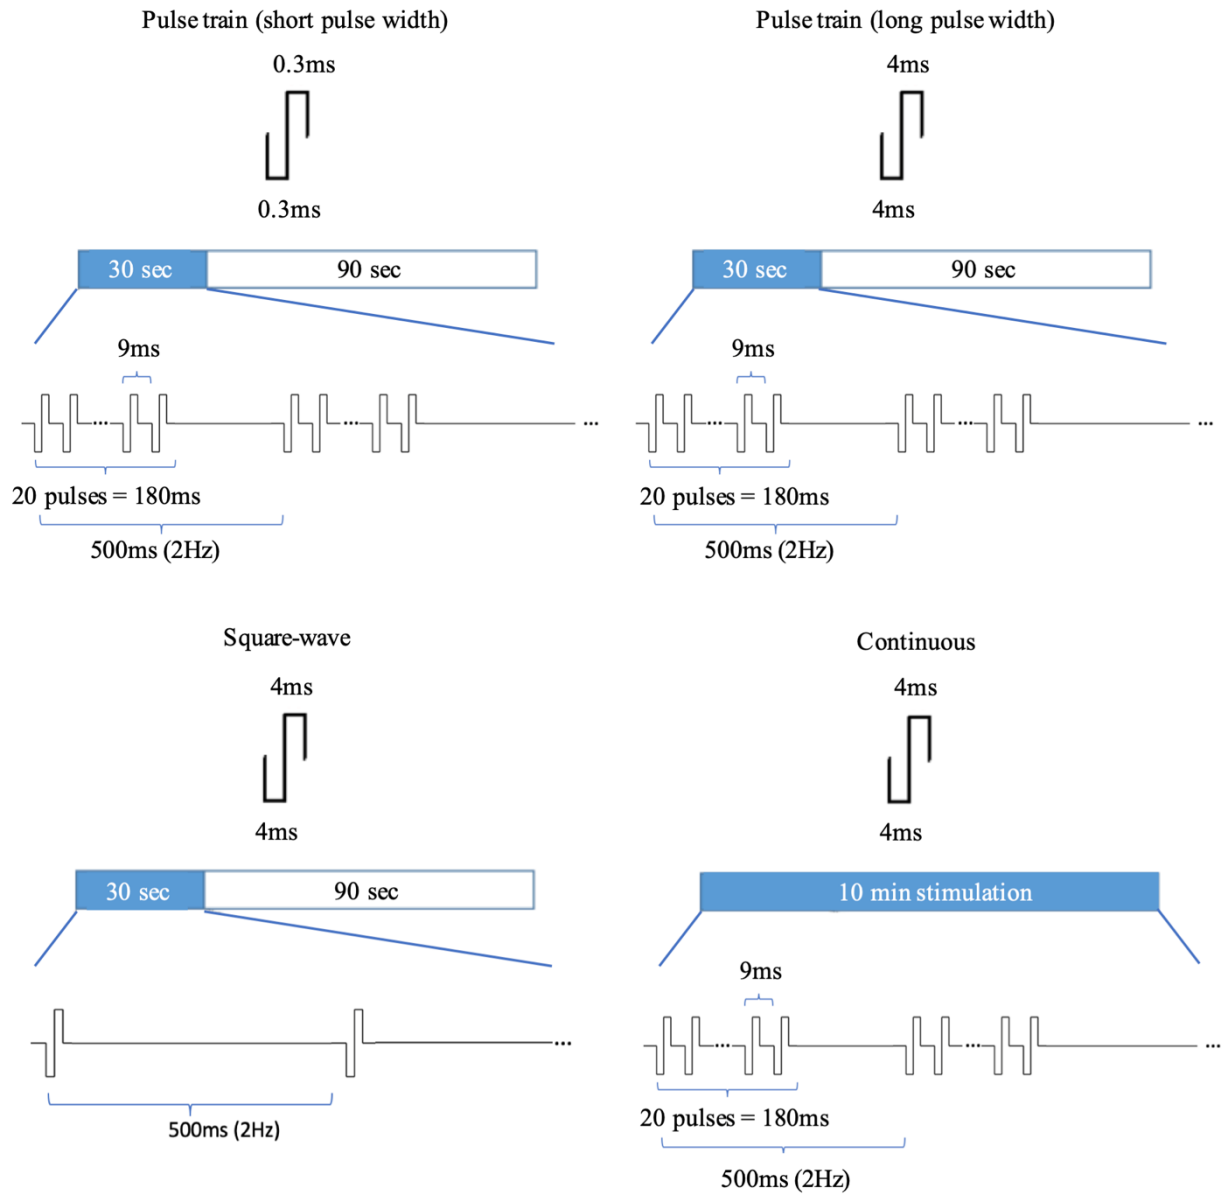 Pulse train (short pulse width)
0.3ms
0.3ms
30 sec
90 sec
9ms
...
...
...
20 pulses = 180ms
500ms (2Hz)
Pulse train (long pulse width)
4ms
4ms
30 sec
90 sec
9ms
...
...
...
20 pulses = 180ms
500ms (2Hz)
Square-wave
4ms
4ms
30 sec
90 sec
...
500ms (2Hz)
Continuous
4ms
4ms
10 min stimulation
9ms
...
...
...
20 pulses = 180ms
500ms (2Hz)